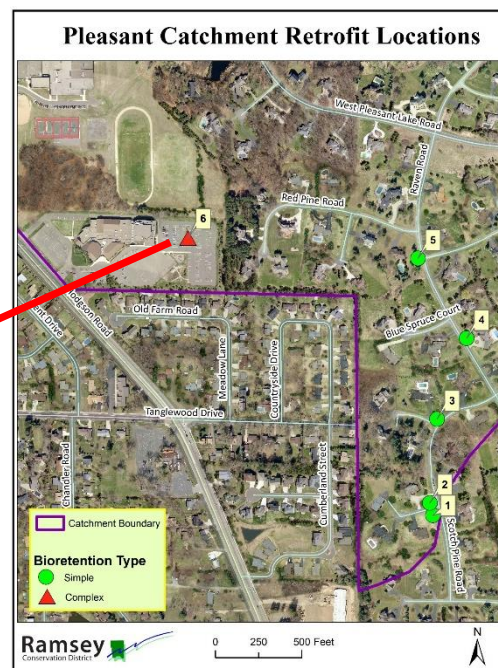 Pleasant Catchment Retrofit Locations
West Pleasant Lake Road
Raven Road
Red Pine Road
6
5
Hodgson Road
Old Farm Road
Blue Spruce Court
4
Meadow Lane
Countryside Drive
Tanglewood Drive
3
Chandler Road
Cumberland Street
2
1
Scotch Pine Road
Catchment Boundary
Bioretention Type
Simple
Complex
Ramsey
Conservation District
0 250 500 Feet
N